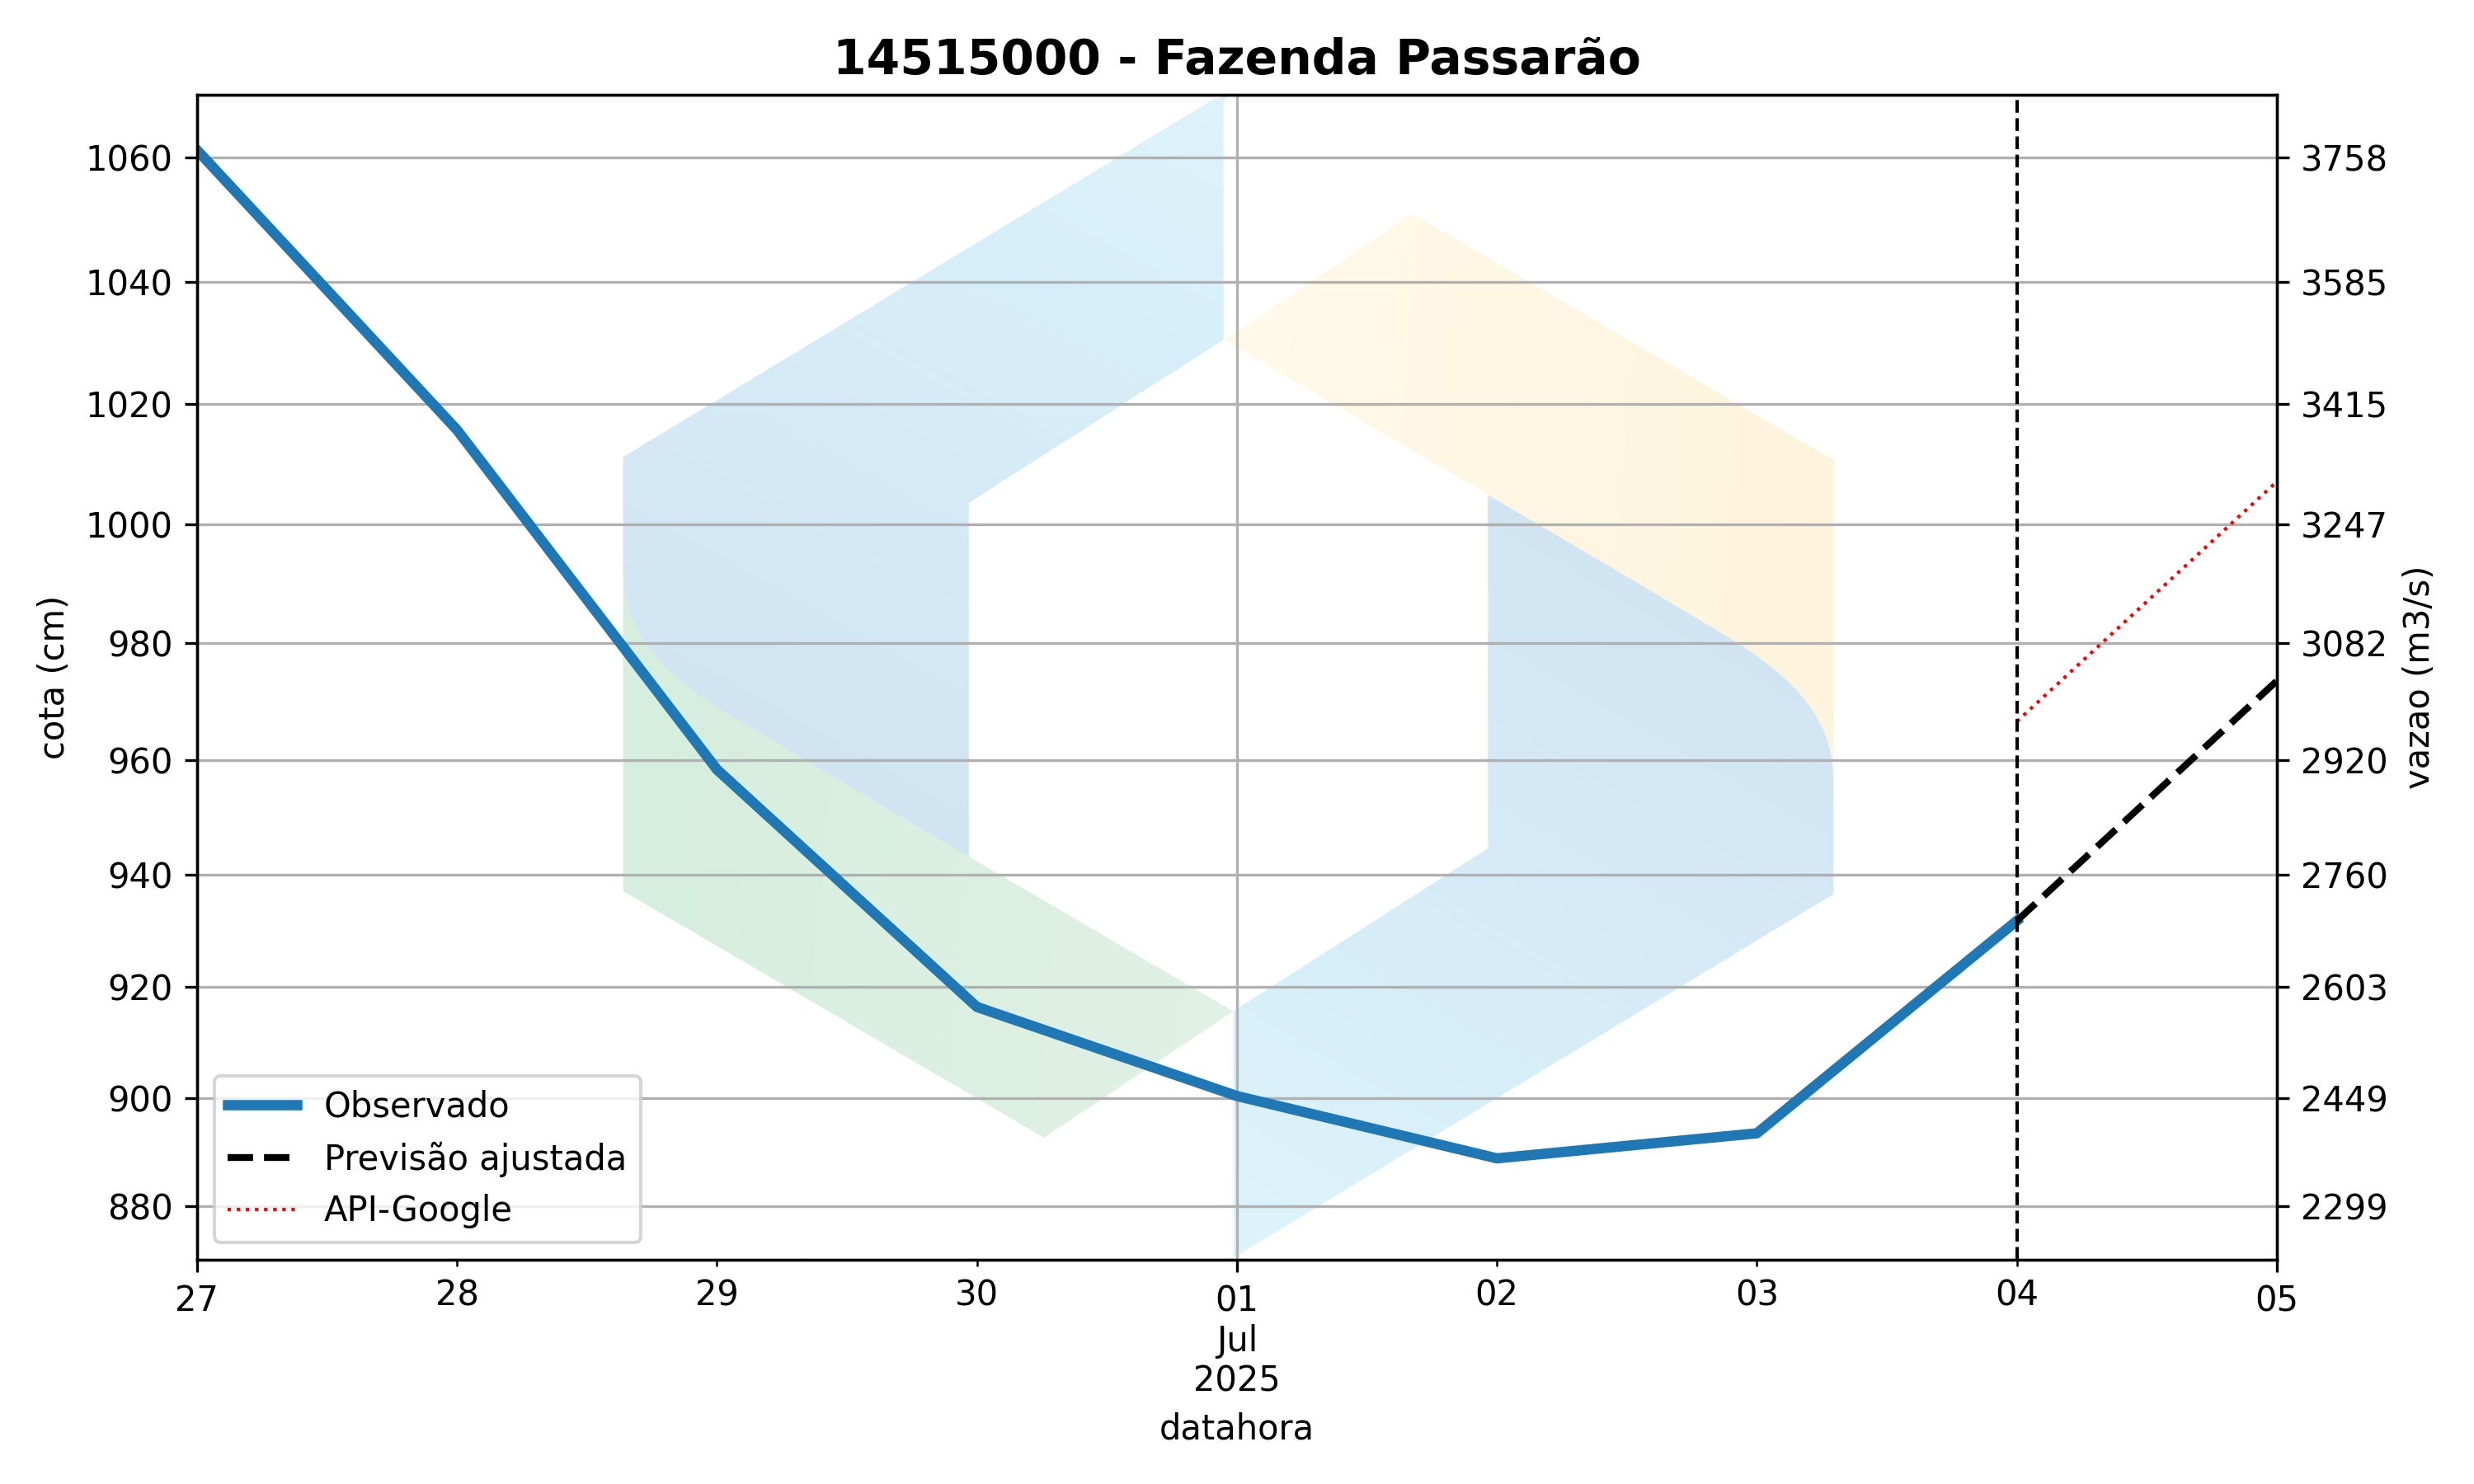 14515000 - Fazenda Passarão
1060
1040
1020
1000
980
960
940
920
900
880
cota (cm)
3758
3585
3415
3247
3082
2920
2760
2603
2449
2299
vazao (m3/s)
Observado
Previsão ajustada
API-Google
27 28 29 30 01 02 03 04 05
Jul
2025
datahora